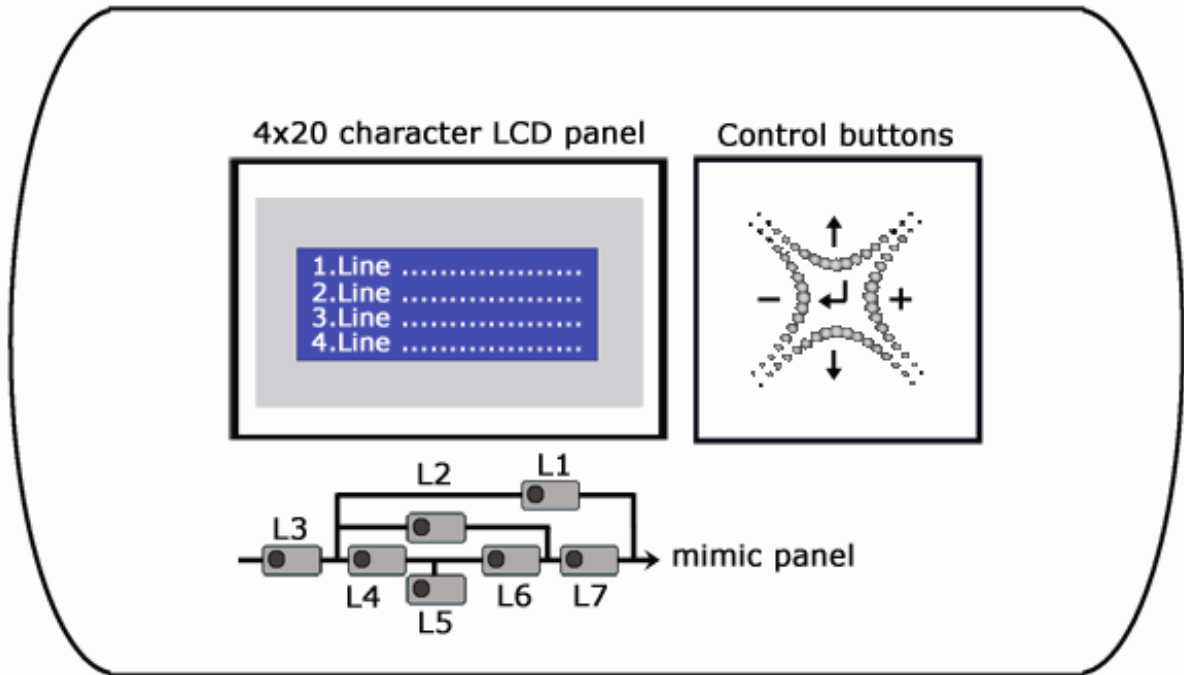 4x20 character LCD panel
Control buttons
1.Line ....................
2.Line ....................
3.Line ....................
4.Line ....................
- +
L1
L2
L3
mimic panel
L4 L6 L7
L5